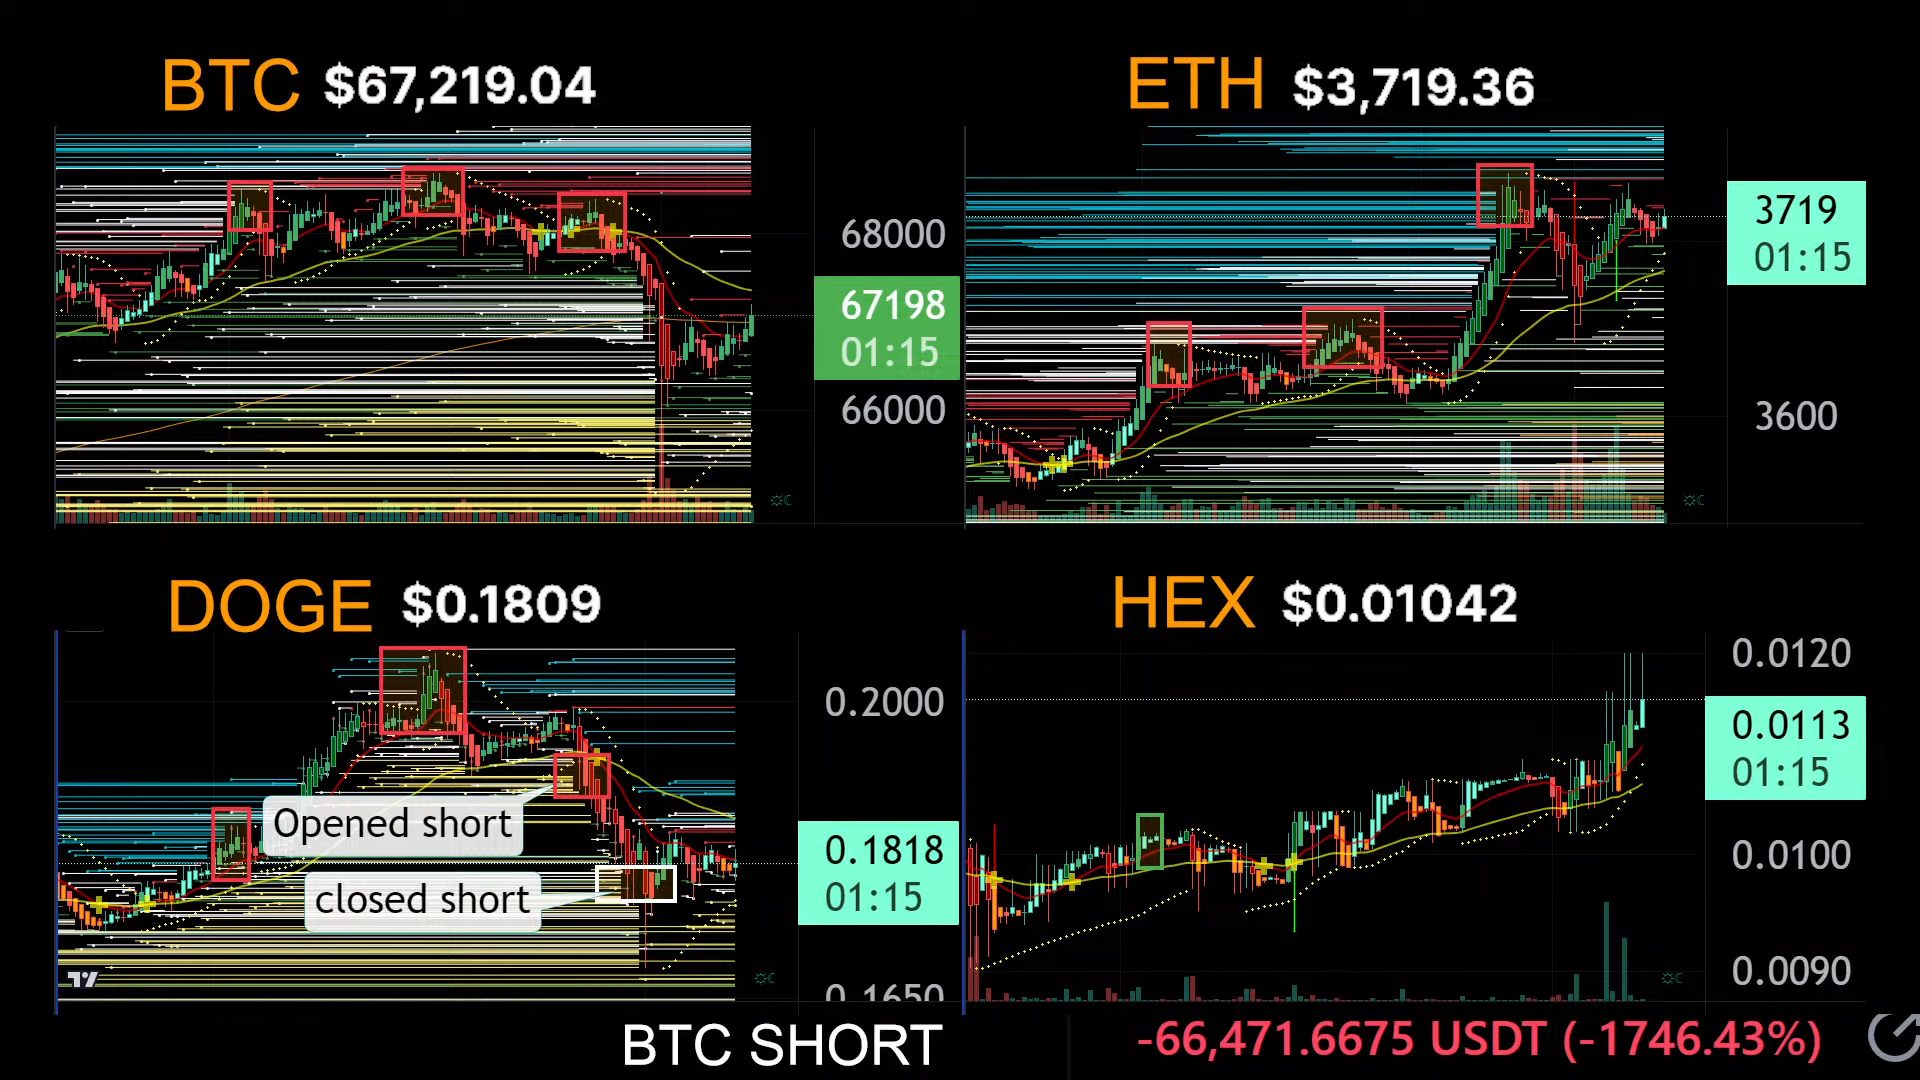 BTC $67,219.04
68000
67198
01:15
66000
ETH $3,719.36
3719
01:15
3600
DOGE $0.1809
0.2000
Opened short
0.1818
closed short
01:15
0.1650
HEX $0.01042
0.0120
0.0113
01:15
0.0100
0.0090
BTC SHORT
-66,471.6675 USDT (-1746.43%)